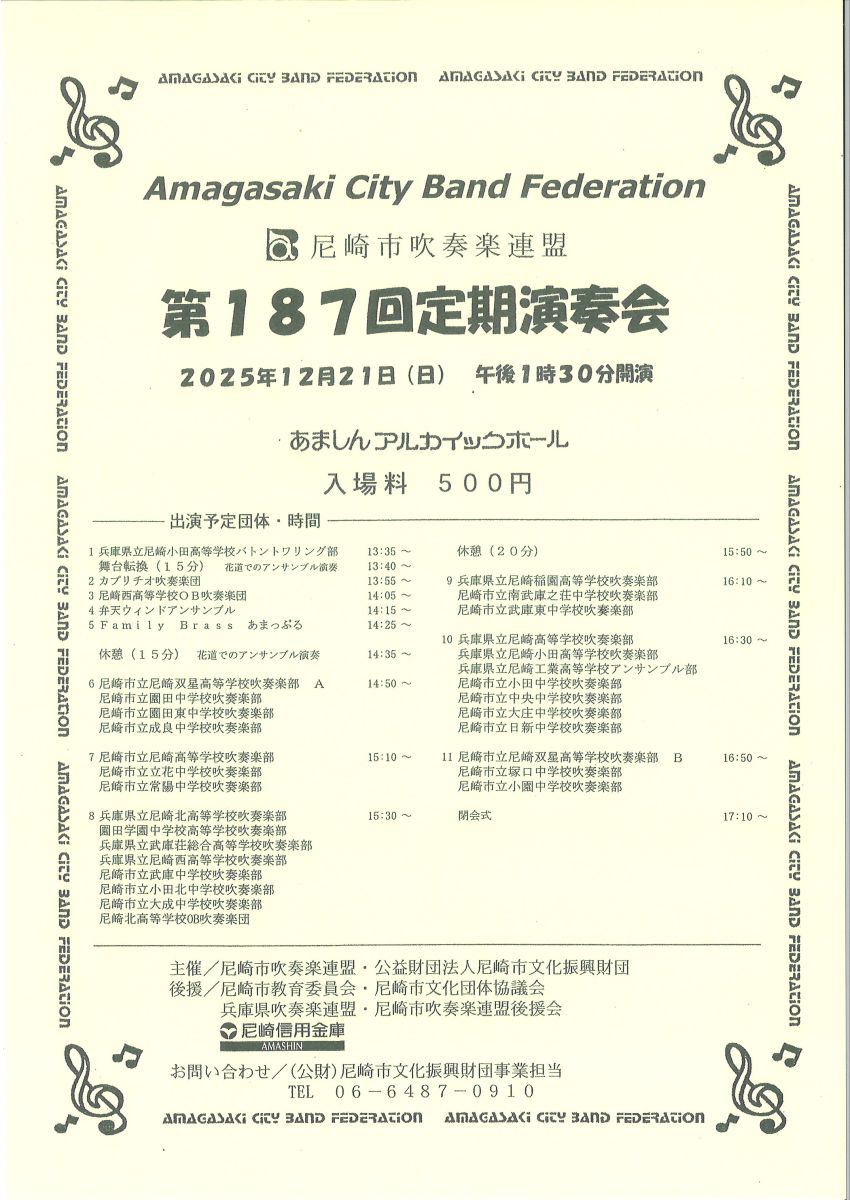 AMAGASAKI CITY BAND FEDERATION AMAGASAKI CITY BAND FEDERATION
AMAGASAKI CITY BAND FEDERATION AMAGASAKI CITY BAND FEDERATION AMAGASAKI CITY BAND FEDERATION
AMAGASAKI CITY BAND FEDERATION AMAGASAKI CITY BAND FEDERATION AMAGASAKI CITY BAND FEDERATION
Amagasaki City Band Federation
尼崎市吹奏楽連盟
第187回定期演奏会
2025年12月21日(日) 午後1時30分開演
あましんアルカイックホール
入場料 500円
出演予定団体・時間
1 兵庫県立尼崎小田高等学校バトントワリング部 13:35 ~
舞台転換(15分) 花道でのアンサンブル演奏 13:40 ~
2 カプリチオ吹奏楽団 13:55 ~
3 尼崎西高等学校OB吹奏楽団 14:05 ~
4 弁天ウィンドアンサンブル 14:15 ~
5 Family Brass あまっぷる 14:25 ~
休憩(15分) 花道でのアンサンブル演奏 14:35 ~
6 尼崎市立尼崎双星高等学校吹奏楽部 A 14:50 ~
尼崎市立園田中学校吹奏楽部
尼崎市立園田東中学校吹奏楽部
尼崎市立成良中学校吹奏楽部
7 尼崎市立尼崎高等学校吹奏楽部 15:10 ~
尼崎市立立花中学校吹奏楽部
尼崎市立常陽中学校吹奏楽部
8 兵庫県立尼崎北高等学校吹奏楽部 15:30 ~
園田学園中学校高等学校吹奏楽部
兵庫県立武庫荘総合高等学校吹奏楽部
兵庫県立尼崎西高等学校吹奏楽部
尼崎市立武庫中学校吹奏楽部
尼崎市立小田北中学校吹奏楽部
尼崎市立大成中学校吹奏楽部
尼崎北高等学校OB吹奏楽団
休憩(20分) 15:50 ~
9 兵庫県立尼崎稲園高等学校吹奏楽部 16:10 ~
尼崎市立南武庫之荘中学校吹奏楽部
尼崎市立武庫東中学校吹奏楽部
10 兵庫県立尼崎高等学校吹奏楽部 16:30 ~
兵庫県立尼崎小田高等学校吹奏楽部
兵庫県立尼崎工業高等学校アンサンブル部
尼崎市立小田中学校吹奏楽部
尼崎市立中央中学校吹奏楽部
尼崎市立大庄中学校吹奏楽部
尼崎市立日新中学校吹奏楽部
11 尼崎市立尼崎双星高等学校吹奏楽部 B 16:50 ~
尼崎市立塚口中学校吹奏楽部
尼崎市立小園中学校吹奏楽部
閉会式 17:10 ~
主催/尼崎市吹奏楽連盟・公益財団法人尼崎市文化振興財団
後援/尼崎市教育委員会・尼崎市文化団体協議会
兵庫県吹奏楽連盟・尼崎市吹奏楽連盟後援会
尼崎信用金庫
AMASHIN
お問い合わせ/(公財)尼崎市文化振興財団事業担当
TEL 06-6487-0910
AMAGASAKI CITY BAND FEDERATION AMAGASAKI CITY BAND FEDERATION